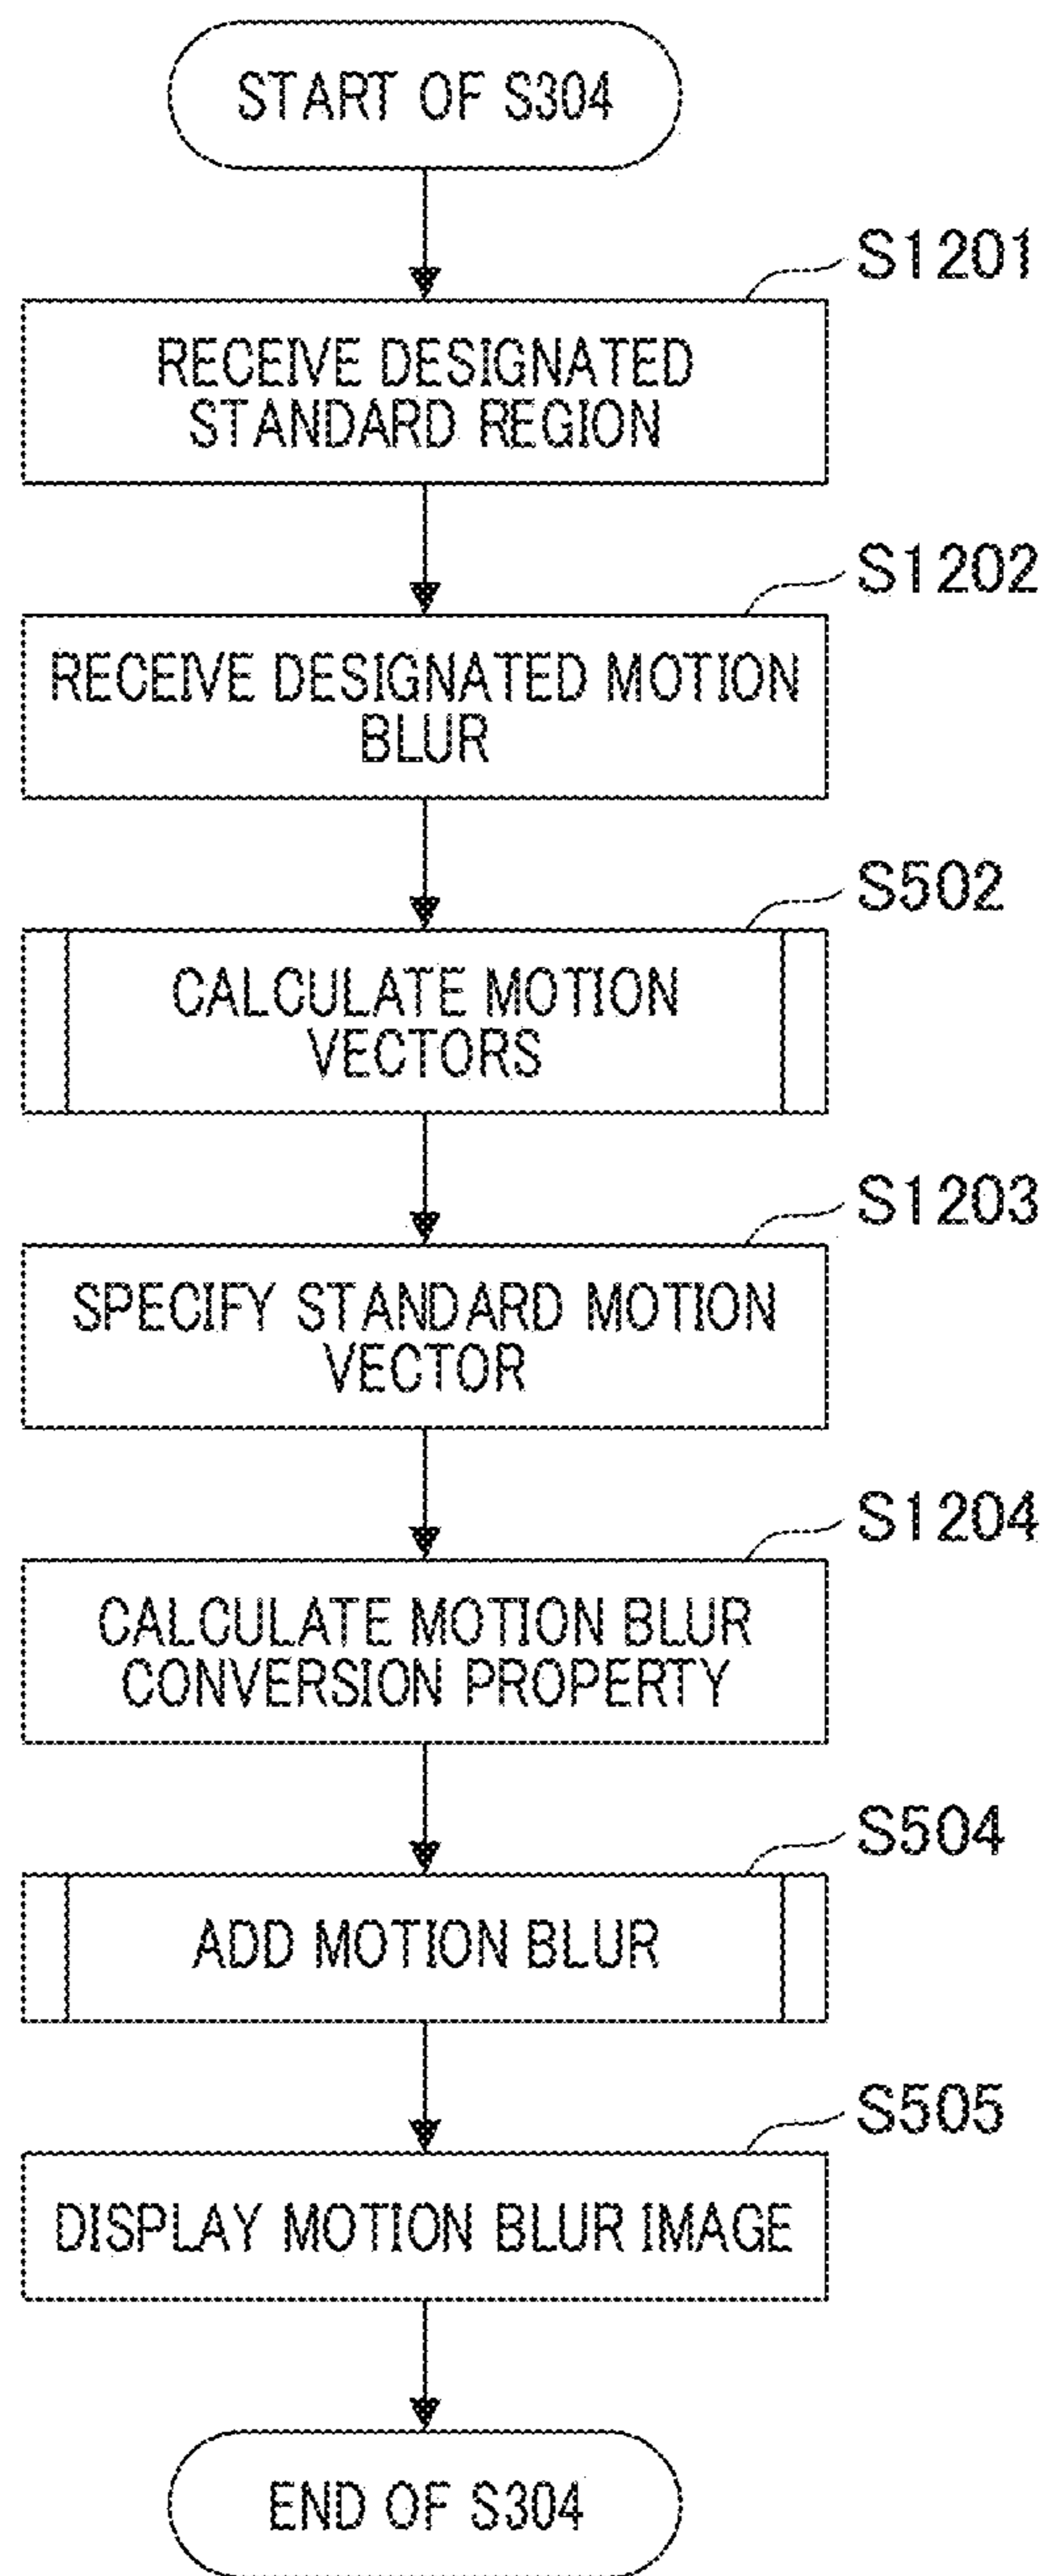 START OF S304
S1201
RECEIVE DESIGNATED
STANDARD REGION
S1202
RECEIVE DESIGNATED MOTION
BLUR
S502
CALCULATE MOTION
VECTORS
S1203
SPECIFY STANDARD MOTION
VECTOR
S1204
CALCULATE MOTION BLUR
CONVERSION PROPERTY
S504
ADD MOTION BLUR
S505
DISPLAY MOTION BLUR IMAGE
END OF S304